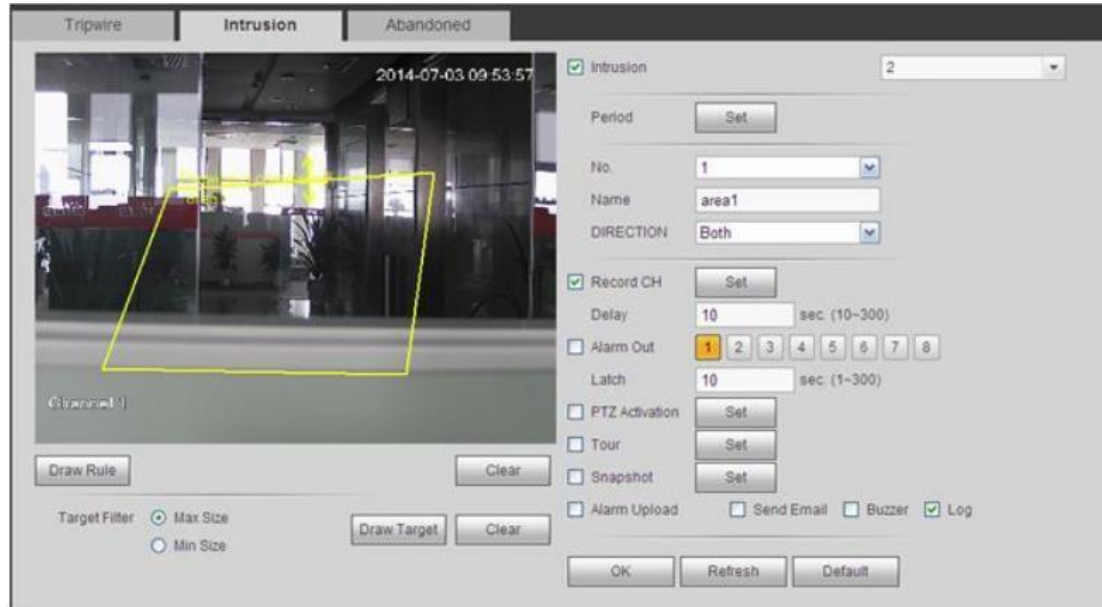 Tripwire
Intrusion
Abandoned
2014-07-03 09:53:57
area1
Channel 1
Draw Rule
Clear
Target Filter
Max Size
Min Size
Draw Target
Clear
Intrusion
2
Period
Set
No.
1
Name
area1
DIRECTION
Both
Record CH
Set
Delay
10
sec. (10~300)
Alarm Out
1 2 3 4 5 6 7 8
Latch
10
sec. (1~300)
PTZ Activation
Set
Tour
Set
Snapshot
Set
Alarm Upload
Send Email
Buzzer
Log
OK
Refresh
Default